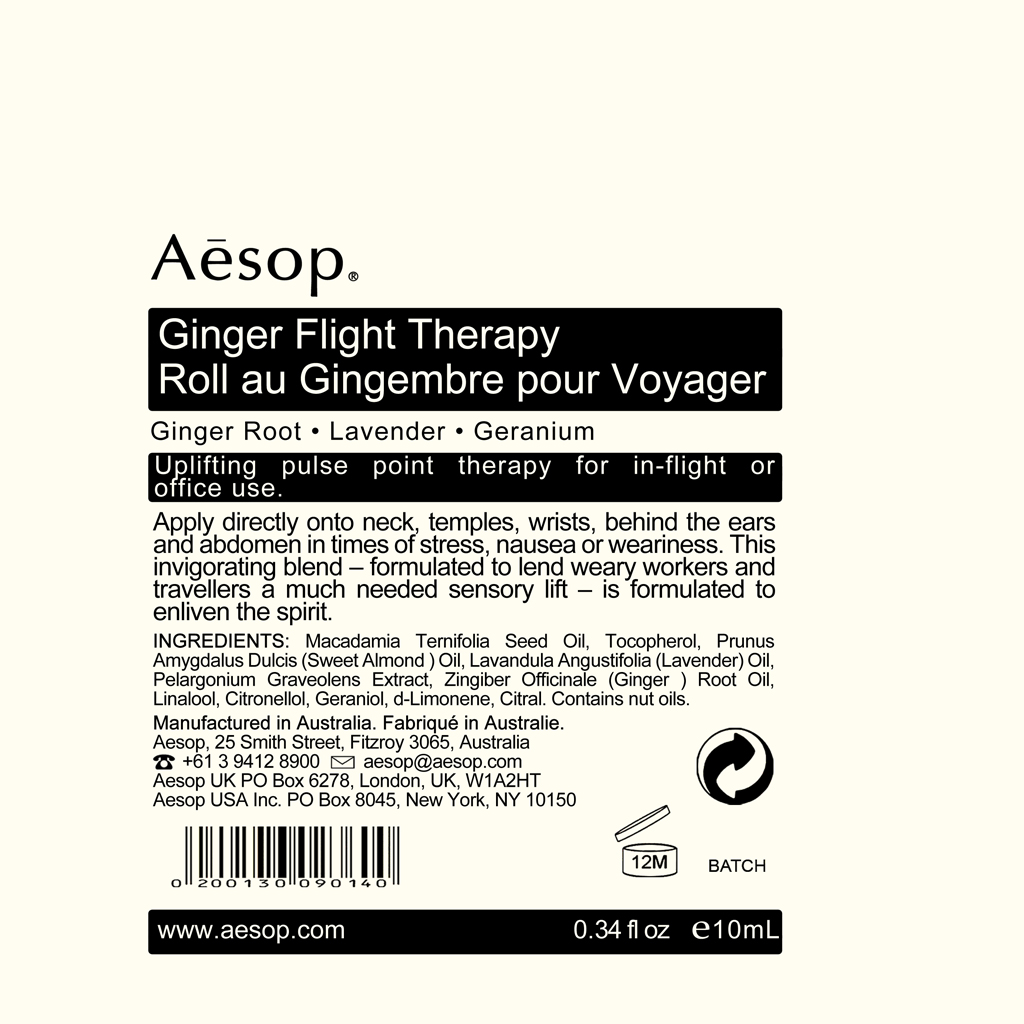 Aēsop®
Ginger Flight Therapy
Roll au Gingembre pour Voyager
Ginger Root • Lavender • Geranium
Uplifting pulse point therapy for in-flight or
office use.
Apply directly onto neck, temples, wrists, behind the ears
and abdomen in times of stress, nausea or weariness. This
invigorating blend – formulated to lend weary workers and
travellers a much needed sensory lift – is formulated to
enliven the spirit.
INGREDIENTS: Macadamia Ternifolia Seed Oil, Tocopherol, Prunus
Amygdalus Dulcis (Sweet Almond ) Oil, Lavandula Angustifolia (Lavender) Oil,
Pelargonium Graveolens Extract, Zingiber Officinale (Ginger ) Root Oil,
Linalool, Citronellol, Geraniol, d-Limonene, Citral. Contains nut oils.
Manufactured in Australia. Fabriqué in Australie.
Aesop, 25 Smith Street, Fitzroy 3065, Australia
☎ +61 3 9412 8900 ✉ aesop@aesop.com
Aesop UK PO Box 6278, London, UK, W1A2HT
Aesop USA Inc. PO Box 8045, New York, NY 10150
12M
BATCH
0 200130 090140
www.aesop.com 0.34 fl oz ℮10mL